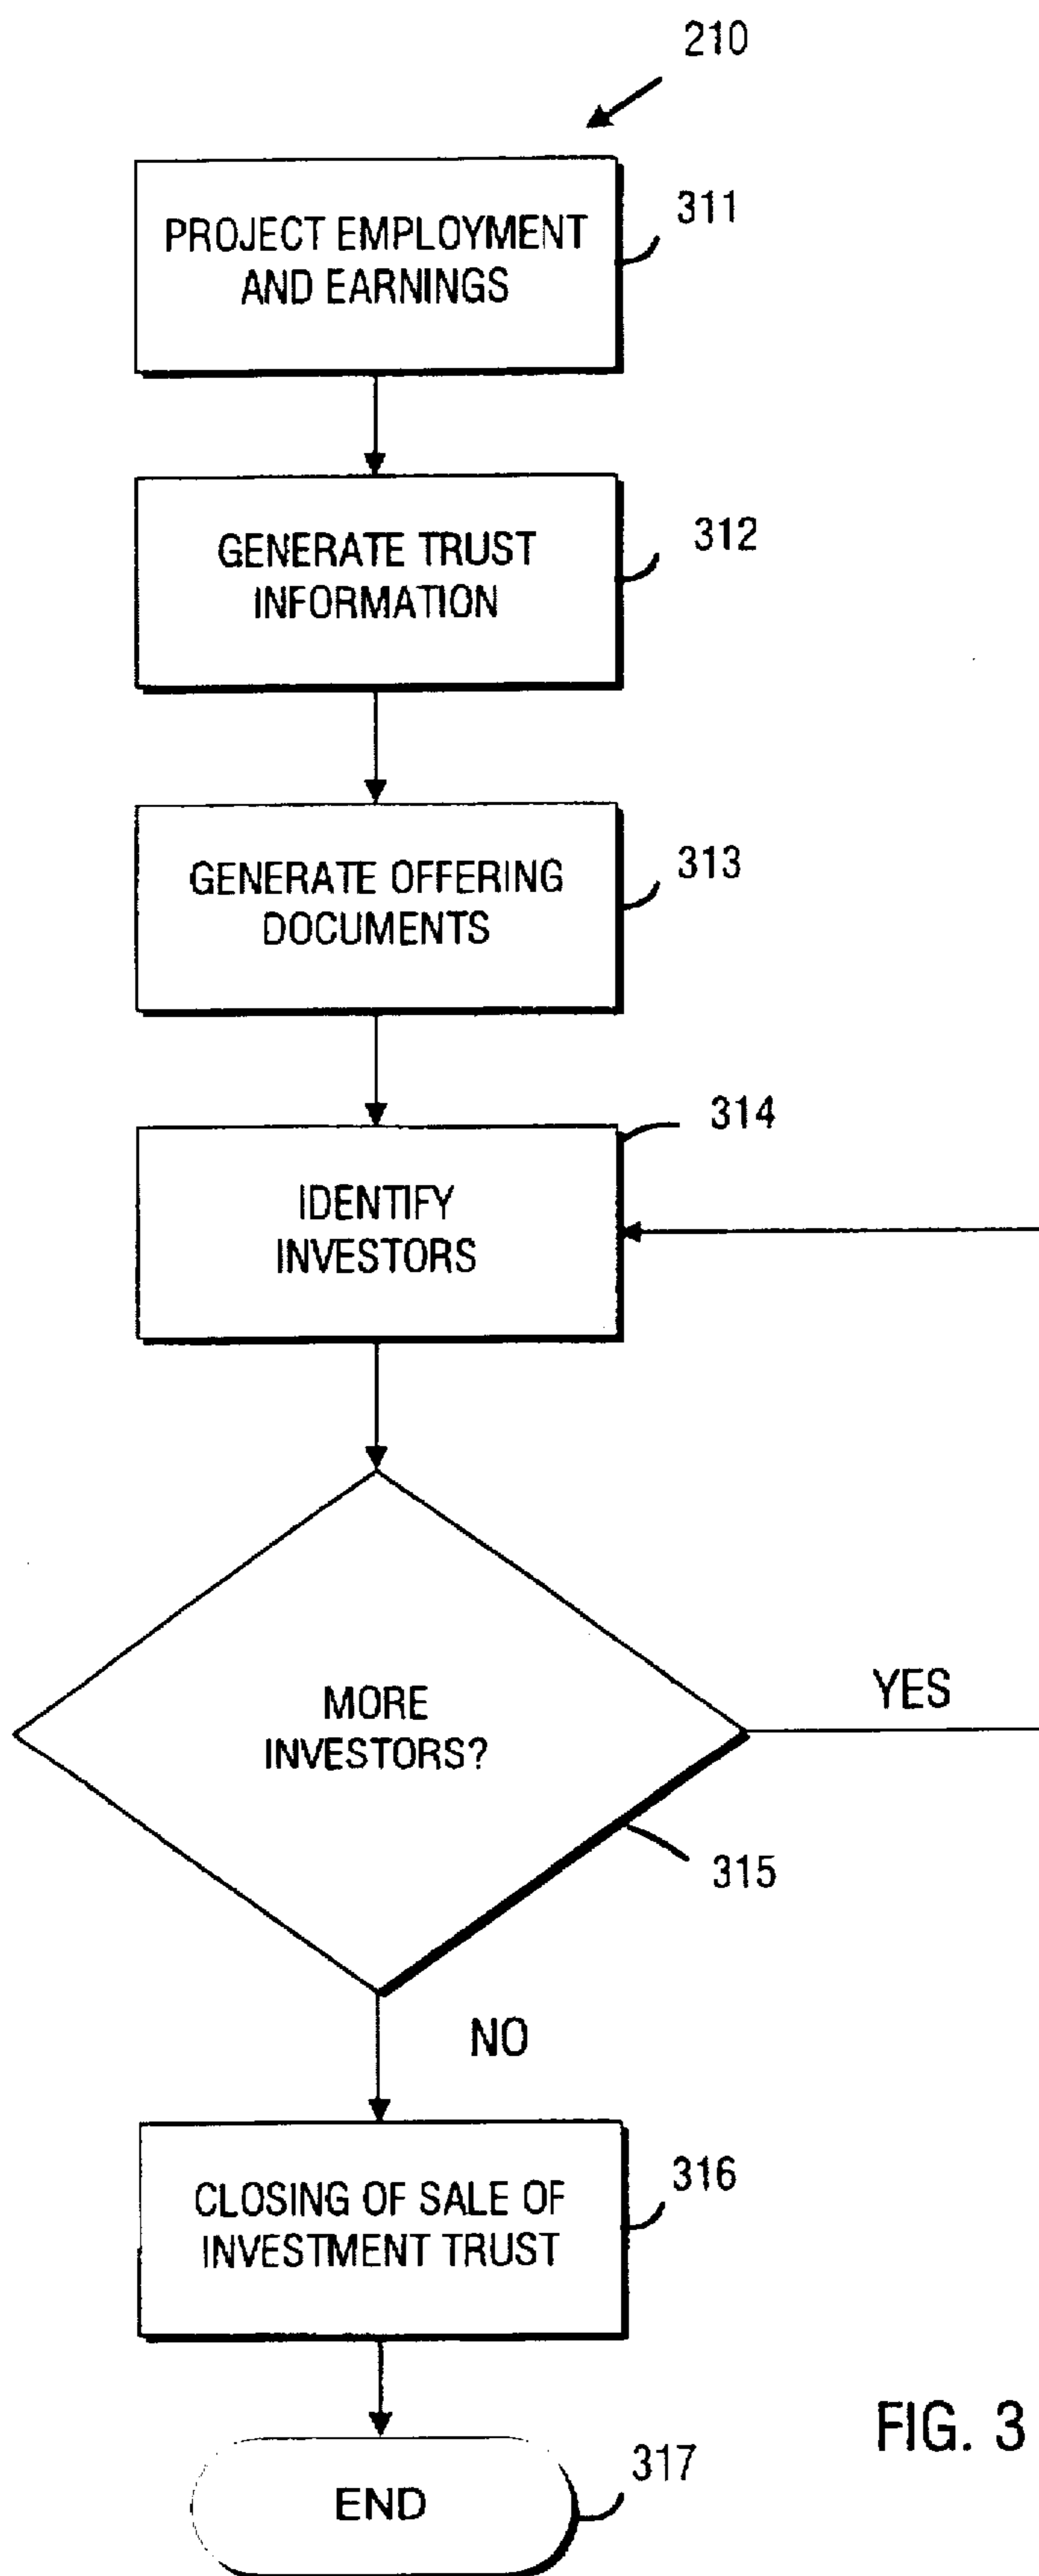 210
PROJECT EMPLOYMENT
AND EARNINGS
311
GENERATE TRUST
INFORMATION
312
GENERATE OFFERING
DOCUMENTS
313
IDENTIFY
INVESTORS
314
MORE
INVESTORS?
YES
315
NO
CLOSING OF SALE OF
INVESTMENT TRUST
316
END
317
FIG. 3